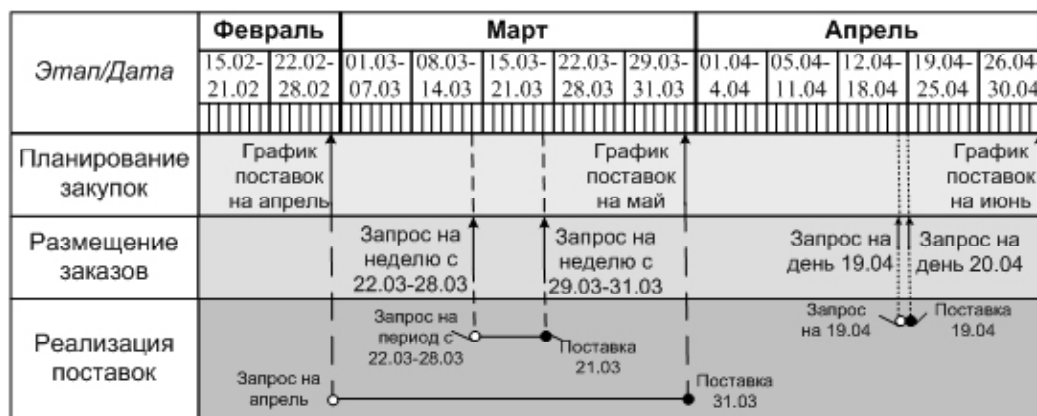 Февраль Март Апрель
Этап/Дата
15.02- 22.02- 01.03- 08.03- 15.03- 22.03- 29.03- 01.04- 05.04- 12.04- 19.04- 26.04-
21.02 28.02 07.03 14.03 21.03 28.03 31.03 4.04 11.04 18.04 25.04 30.04
Планирование
закупок
График
поставок
на апрель
График
поставок
на май
График
поставок
на июнь
Размещение
заказов
Запрос на
неделю с
22.03-28.03
Запрос на
неделю с
29.03-31.03
Запрос на
день 19.04
Запрос на
день 20.04
Реализация
поставок
Запрос на
период с
22.03-28.03
Поставка
21.03
Запрос
на 19.04
Поставка
19.04
Запрос на
апрель
Поставка
31.03